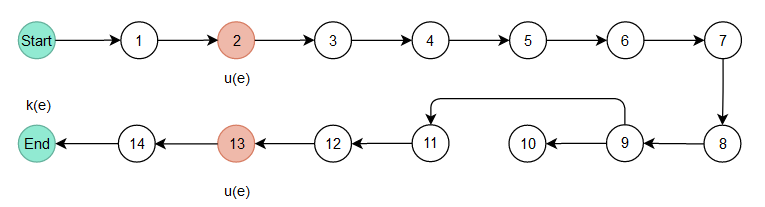 Start 1 2 3 4 5 6 7
u(e)
k(e)
End 14 13 12 11 10 9 8
u(e)